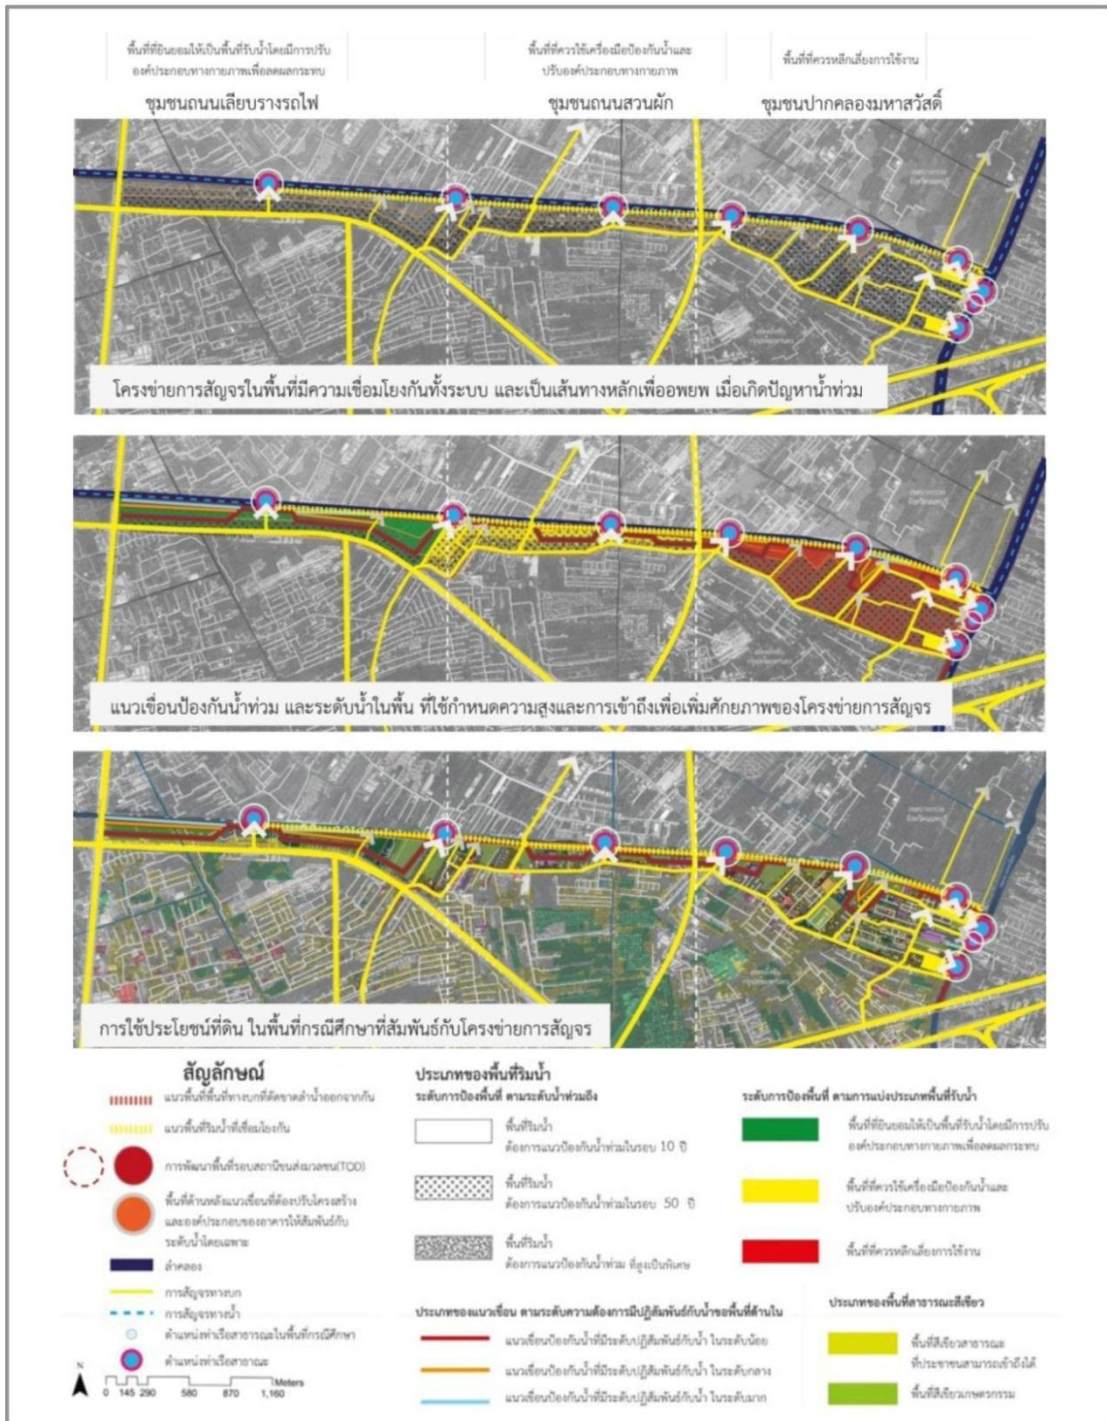 พื้นที่ที่ยินยอมให้เป็นพื้นที่รับน้ำโดยมีการปรับ
องค์ประกอบทางกายภาพเพื่อลดผลกระทบ
พื้นที่ที่ควรใช้เครื่องมือป้องกันน้ำและ
ปรับองค์ประกอบทางกายภาพ
พื้นที่ที่ควรหลีกเลี่ยงการใช้งาน
ชุมชนถนนเลียบรางรถไฟ
ชุมชนถนนสวนผัก
ชุมชนปากคลองมหาสวัสดิ์
โครงข่ายการสัญจรในพื้นที่มีความเชื่อมโยงกันทั้งระบบ และเป็นเส้นทางหลักเพื่ออพยพ เมื่อเกิดปัญหาน้ำท่วม
แนวเขื่อนป้องกันน้ำท่วม และระดับน้ำในพื้น ที่ใช้กำหนดความสูงและการเข้าถึงเพื่อเพิ่มศักยภาพของโครงข่ายการสัญจร
การใช้ประโยชน์ที่ดิน ในพื้นที่กรณีศึกษาที่สัมพันธ์กับโครงข่ายการสัญจร
สัญลักษณ์
แนวพื้นที่พื้นที่ทางบกที่ตัดขาดลำน้ำออกจากกัน
แนวพื้นที่ริมน้ำที่เชื่อมโยงกัน
การพัฒนาพื้นที่รอบสถานีขนส่งมวลชน(TOD)
พื้นที่ด้านหลังแนวเขื่อนที่ต้องปรับโครงสร้าง
และองค์ประกอบของอาคารให้สัมพันธ์กับ
ระดับน้ำโดยเฉพาะ
ลำคลอง
การสัญจรทางบก
การสัญจรทางน้ำ
ตำแหน่งท่าเรือสาธารณะในพื้นที่กรณีศึกษา
ตำแหน่งท่าเรือสาธารณะ
N
Meters
0 145 290 580 870 1,160
ประเภทของพื้นที่ริมน้ำ
ระดับการป้องพื้นที่ ตามระดับน้ำท่วมถึง
พื้นที่ริมน้ำ
ต้องการแนวป้องกันน้ำท่วมในรอบ 10 ปี
พื้นที่ริมน้ำ
ต้องการแนวป้องกันน้ำท่วมในรอบ 50 ปี
พื้นที่ริมน้ำ
ต้องการแนวป้องกันน้ำท่วม ที่สูงเป็นพิเศษ
ประเภทของแนวเขื่อน ตามระดับความต้องการมีปฏิสัมพันธ์กับน้ำขอพื้นที่ด้านใน
แนวเขื่อนป้องกันน้ำที่มีระดับปฏิสัมพันธ์กับน้ำ ในระดับน้อย
แนวเขื่อนป้องกันน้ำที่มีระดับปฏิสัมพันธ์กับน้ำ ในระดับกลาง
แนวเขื่อนป้องกันน้ำที่มีระดับปฏิสัมพันธ์กับน้ำ ในระดับมาก
ระดับการป้องพื้นที่ ตามการแบ่งประเภทพื้นที่รับน้ำ
พื้นที่ที่ยินยอมให้เป็นพื้นที่รับน้ำโดยมีการปรับ
องค์ประกอบทางกายภาพเพื่อลดผลกระทบ
พื้นที่ที่ควรใช้เครื่องมือป้องกันน้ำและ
ปรับองค์ประกอบทางกายภาพ
พื้นที่ที่ควรหลีกเลี่ยงการใช้งาน
ประเภทของพื้นที่สาธารณะสีเขียว
พื้นที่สีเขียวสาธารณะ
ที่ประชาชนสามารถเข้าถึงได้
พื้นที่สีเขียวเกษตรกรรม